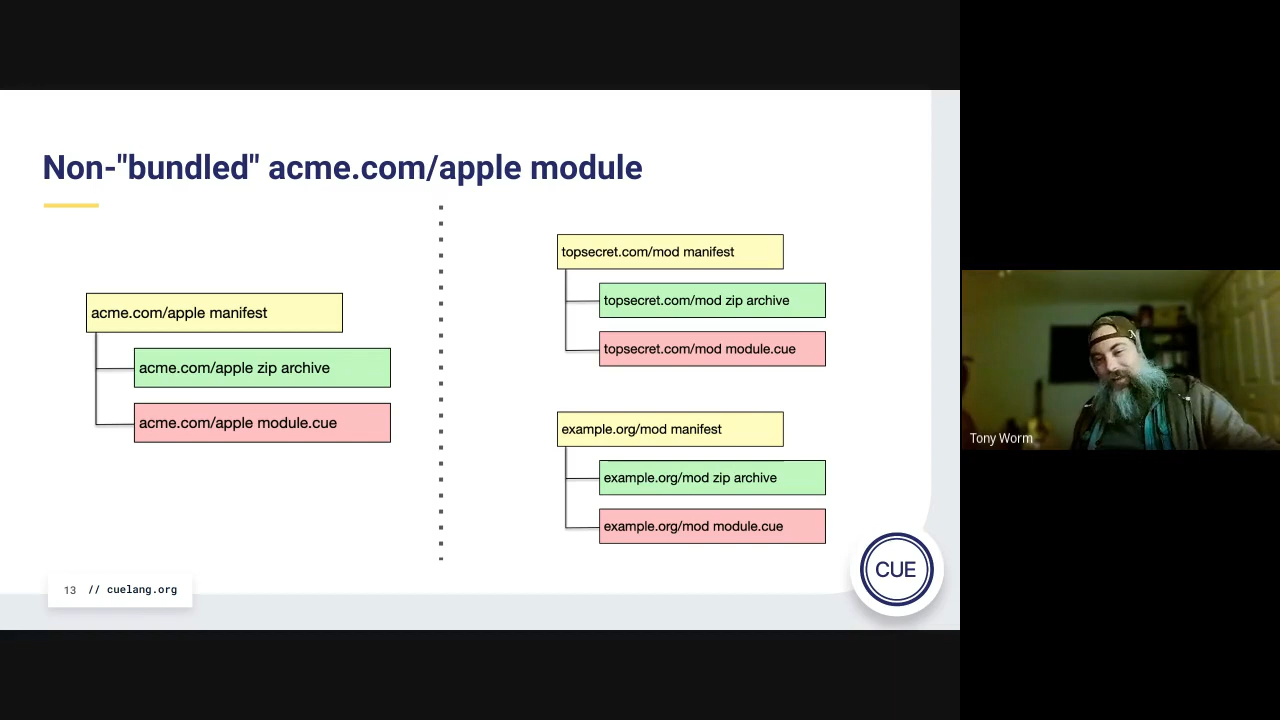 Non-"bundled" acme.com/apple module
acme.com/apple manifest
acme.com/apple zip archive
acme.com/apple module.cue
topsecret.com/mod manifest
topsecret.com/mod zip archive
topsecret.com/mod module.cue
example.org/mod manifest
example.org/mod zip archive
example.org/mod module.cue
13 // cuelang.org
CUE
Tony Worm